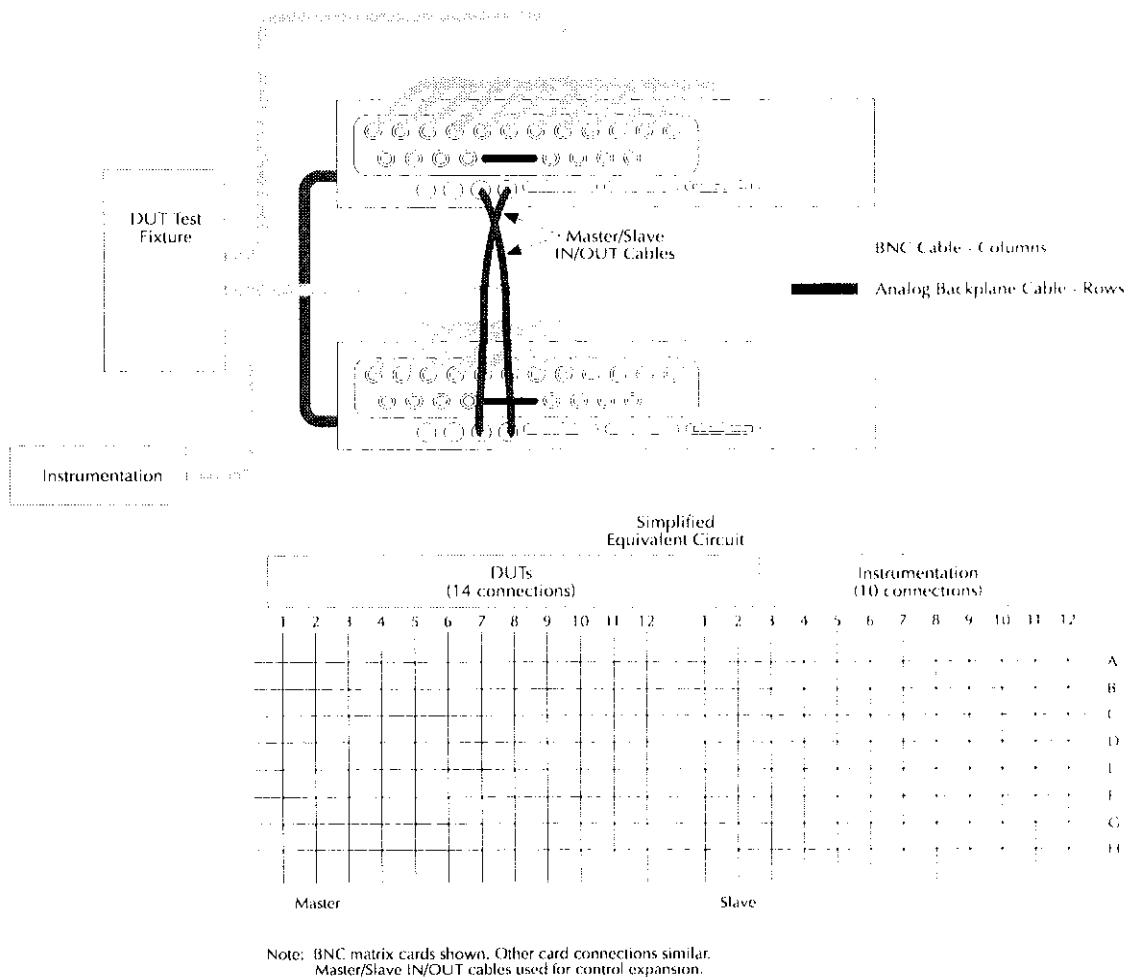 DUT Test
Fixture
Master/Slave
IN/OUT Cables
BNC Cable - Columns
Analog Backplane Cable - Rows
Instrumentation
Simplified
Equivalent Circuit
DUTs
(14 connections)
Instrumentation
(10 connections)
1 2 3 4 5 6 7 8 9 10 11 12 1 2 3 4 5 6 7 8 9 10 11 12
A
B
C
D
E
F
G
H
Master
Slave
Note: BNC matrix cards shown. Other card connections similar.
Master/Slave IN/OUT cables used for control expansion.